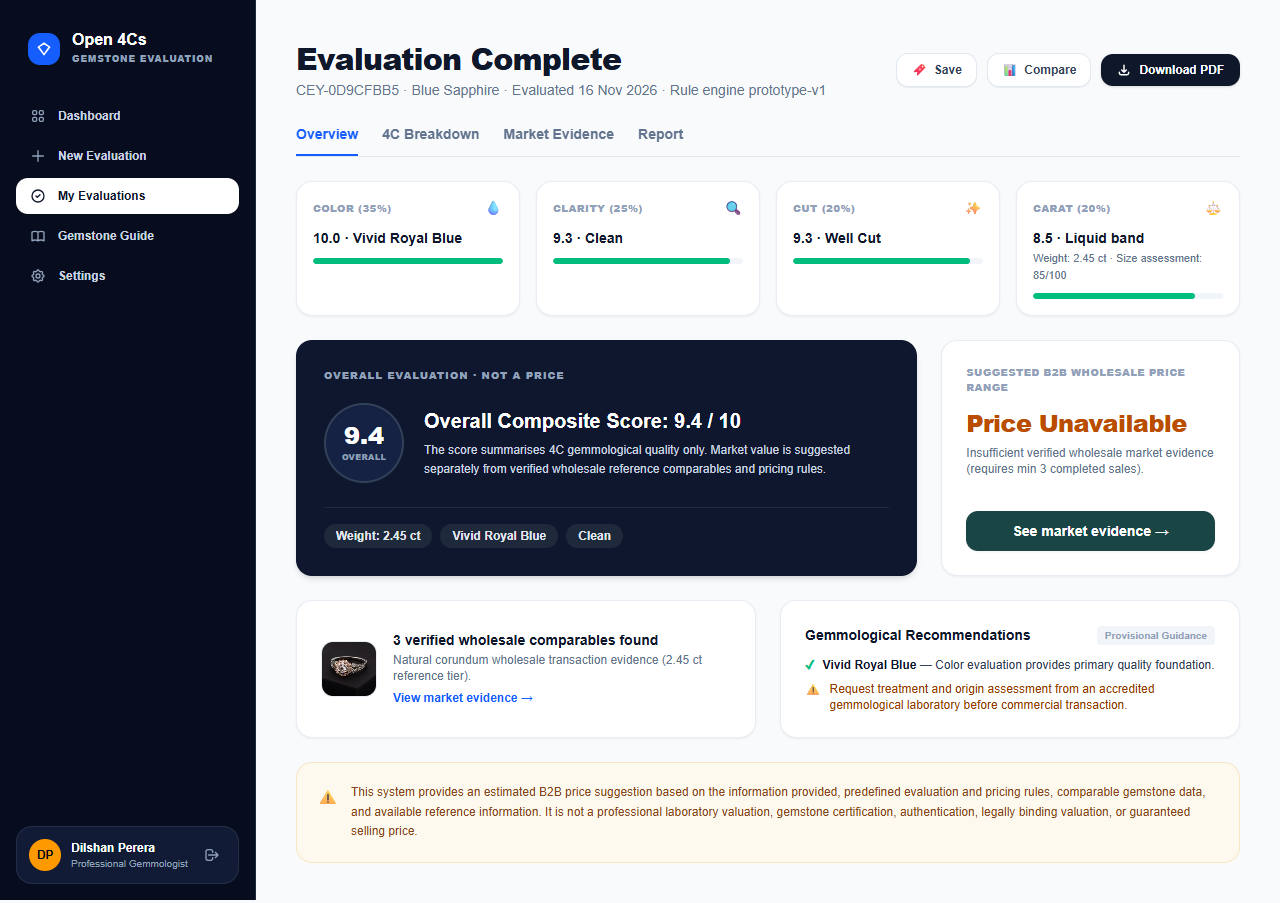 Open 4Cs
GEMSTONE EVALUATION
Dashboard
New Evaluation
My Evaluations
Gemstone Guide
Settings
DP
Dilshan Perera
Professional Gemmologist
Evaluation Complete
CEY-0D9CFBB5 · Blue Sapphire · Evaluated 16 Nov 2026 · Rule engine prototype-v1
Save
Compare
Download PDF
Overview
4C Breakdown
Market Evidence
Report
COLOR (35%)
10.0 · Vivid Royal Blue
CLARITY (25%)
9.3 · Clean
CUT (20%)
9.3 · Well Cut
CARAT (20%)
8.5 · Liquid band
Weight: 2.45 ct · Size assessment:
85/100
OVERALL EVALUATION · NOT A PRICE
9.4
OVERALL
Overall Composite Score: 9.4 / 10
The score summarises 4C gemmological quality only. Market value is suggested
separately from verified wholesale reference comparables and pricing rules.
Weight: 2.45 ct
Vivid Royal Blue
Clean
SUGGESTED B2B WHOLESALE PRICE
RANGE
Price Unavailable
Insufficient verified wholesale market evidence
(requires min 3 completed sales).
See market evidence →
3 verified wholesale comparables found
Natural corundum wholesale transaction evidence (2.45 ct
reference tier).
View market evidence →
Gemmological Recommendations
Provisional Guidance
✓ Vivid Royal Blue — Color evaluation provides primary quality foundation.
Request treatment and origin assessment from an accredited
gemmological laboratory before commercial transaction.
This system provides an estimated B2B price suggestion based on the information provided, predefined evaluation and pricing rules, comparable gemstone data,
and available reference information. It is not a professional laboratory valuation, gemstone certification, authentication, legally binding valuation, or guaranteed
selling price.